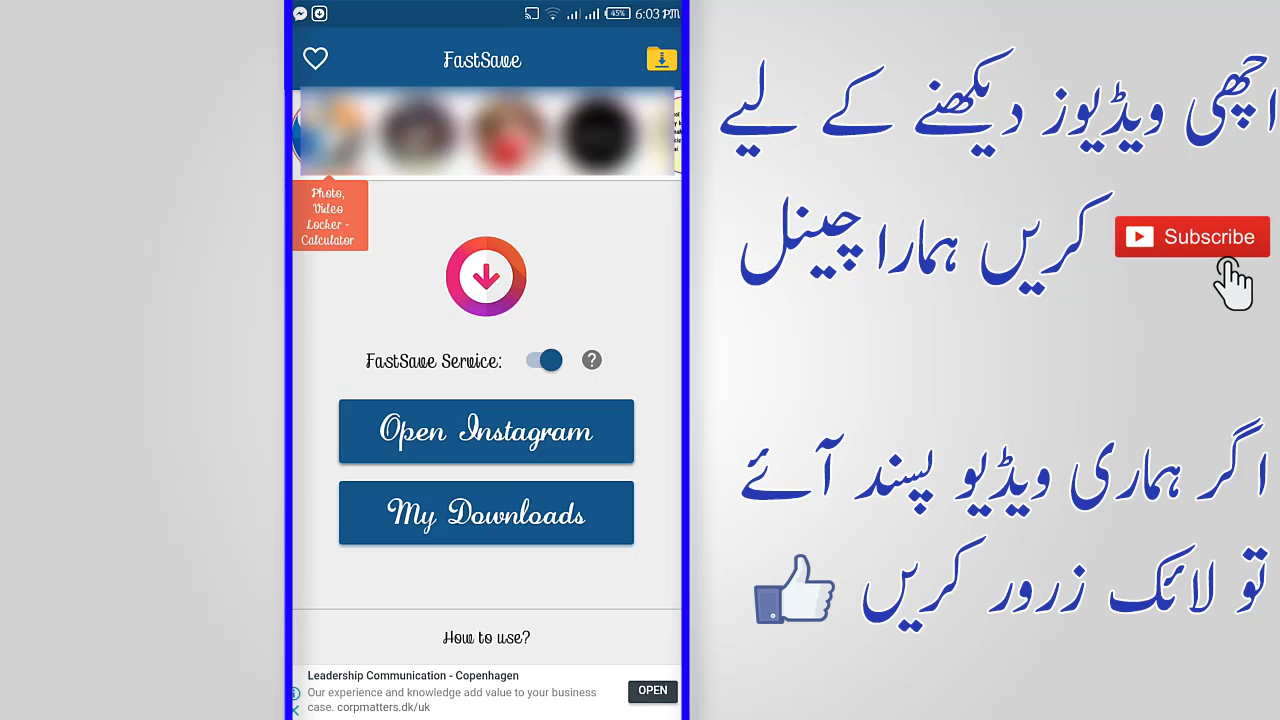 45% 6:03 PM
FastSave
Photo,
Video
Locker -
Calculator
FastSave Service:
?
Open Instagram
My Downloads
How to use?
Leadership Communication - Copenhagen
Our experience and knowledge add value to your business
case. corpmatters.dk/uk
OPEN
اچھی ویڈیوز دیکھنے کے لیے
Subscribe کریں ہمارا چینل
اگر ہماری ویڈیو پسند آئے
تو لائک زرور کریں